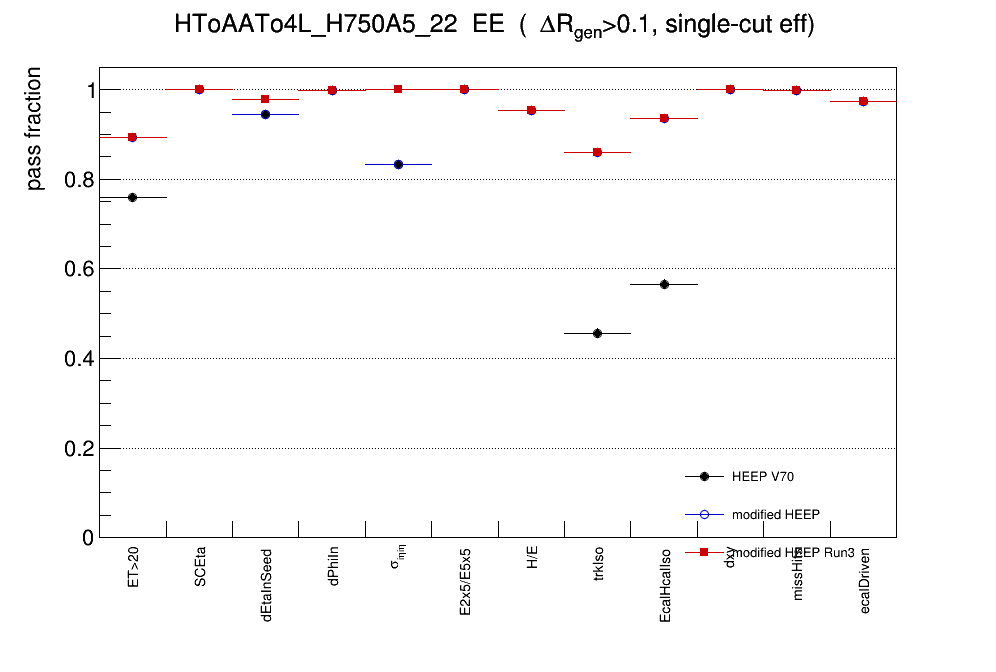 HToAATo4L_H750A5_22 EE ( ΔRgen>0.1, single-cut eff)
pass fraction
1
0.8
0.6
0.4
0.2
0
HEEP V70
modified HEEP
modified HEEP Run3
ET>20
SCEta
dEtaInSeed
dPhiIn
σiηiη
E2x5/E5x5
H/E
trkIso
EcalHcalIso
dxy
missHits
ecalDriven